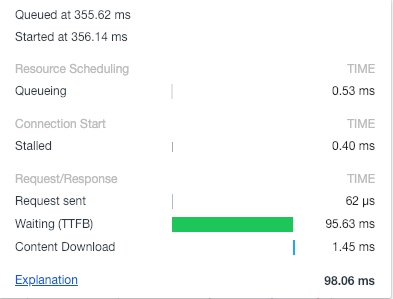 Queued at 355.62 ms
Started at 356.14 ms
Resource Scheduling TIME
Queueing 0.53 ms
Connection Start TIME
Stalled 0.40 ms
Request/Response TIME
Request sent 62 µs
Waiting (TTFB) 95.63 ms
Content Download 1.45 ms
Explanation 98.06 ms